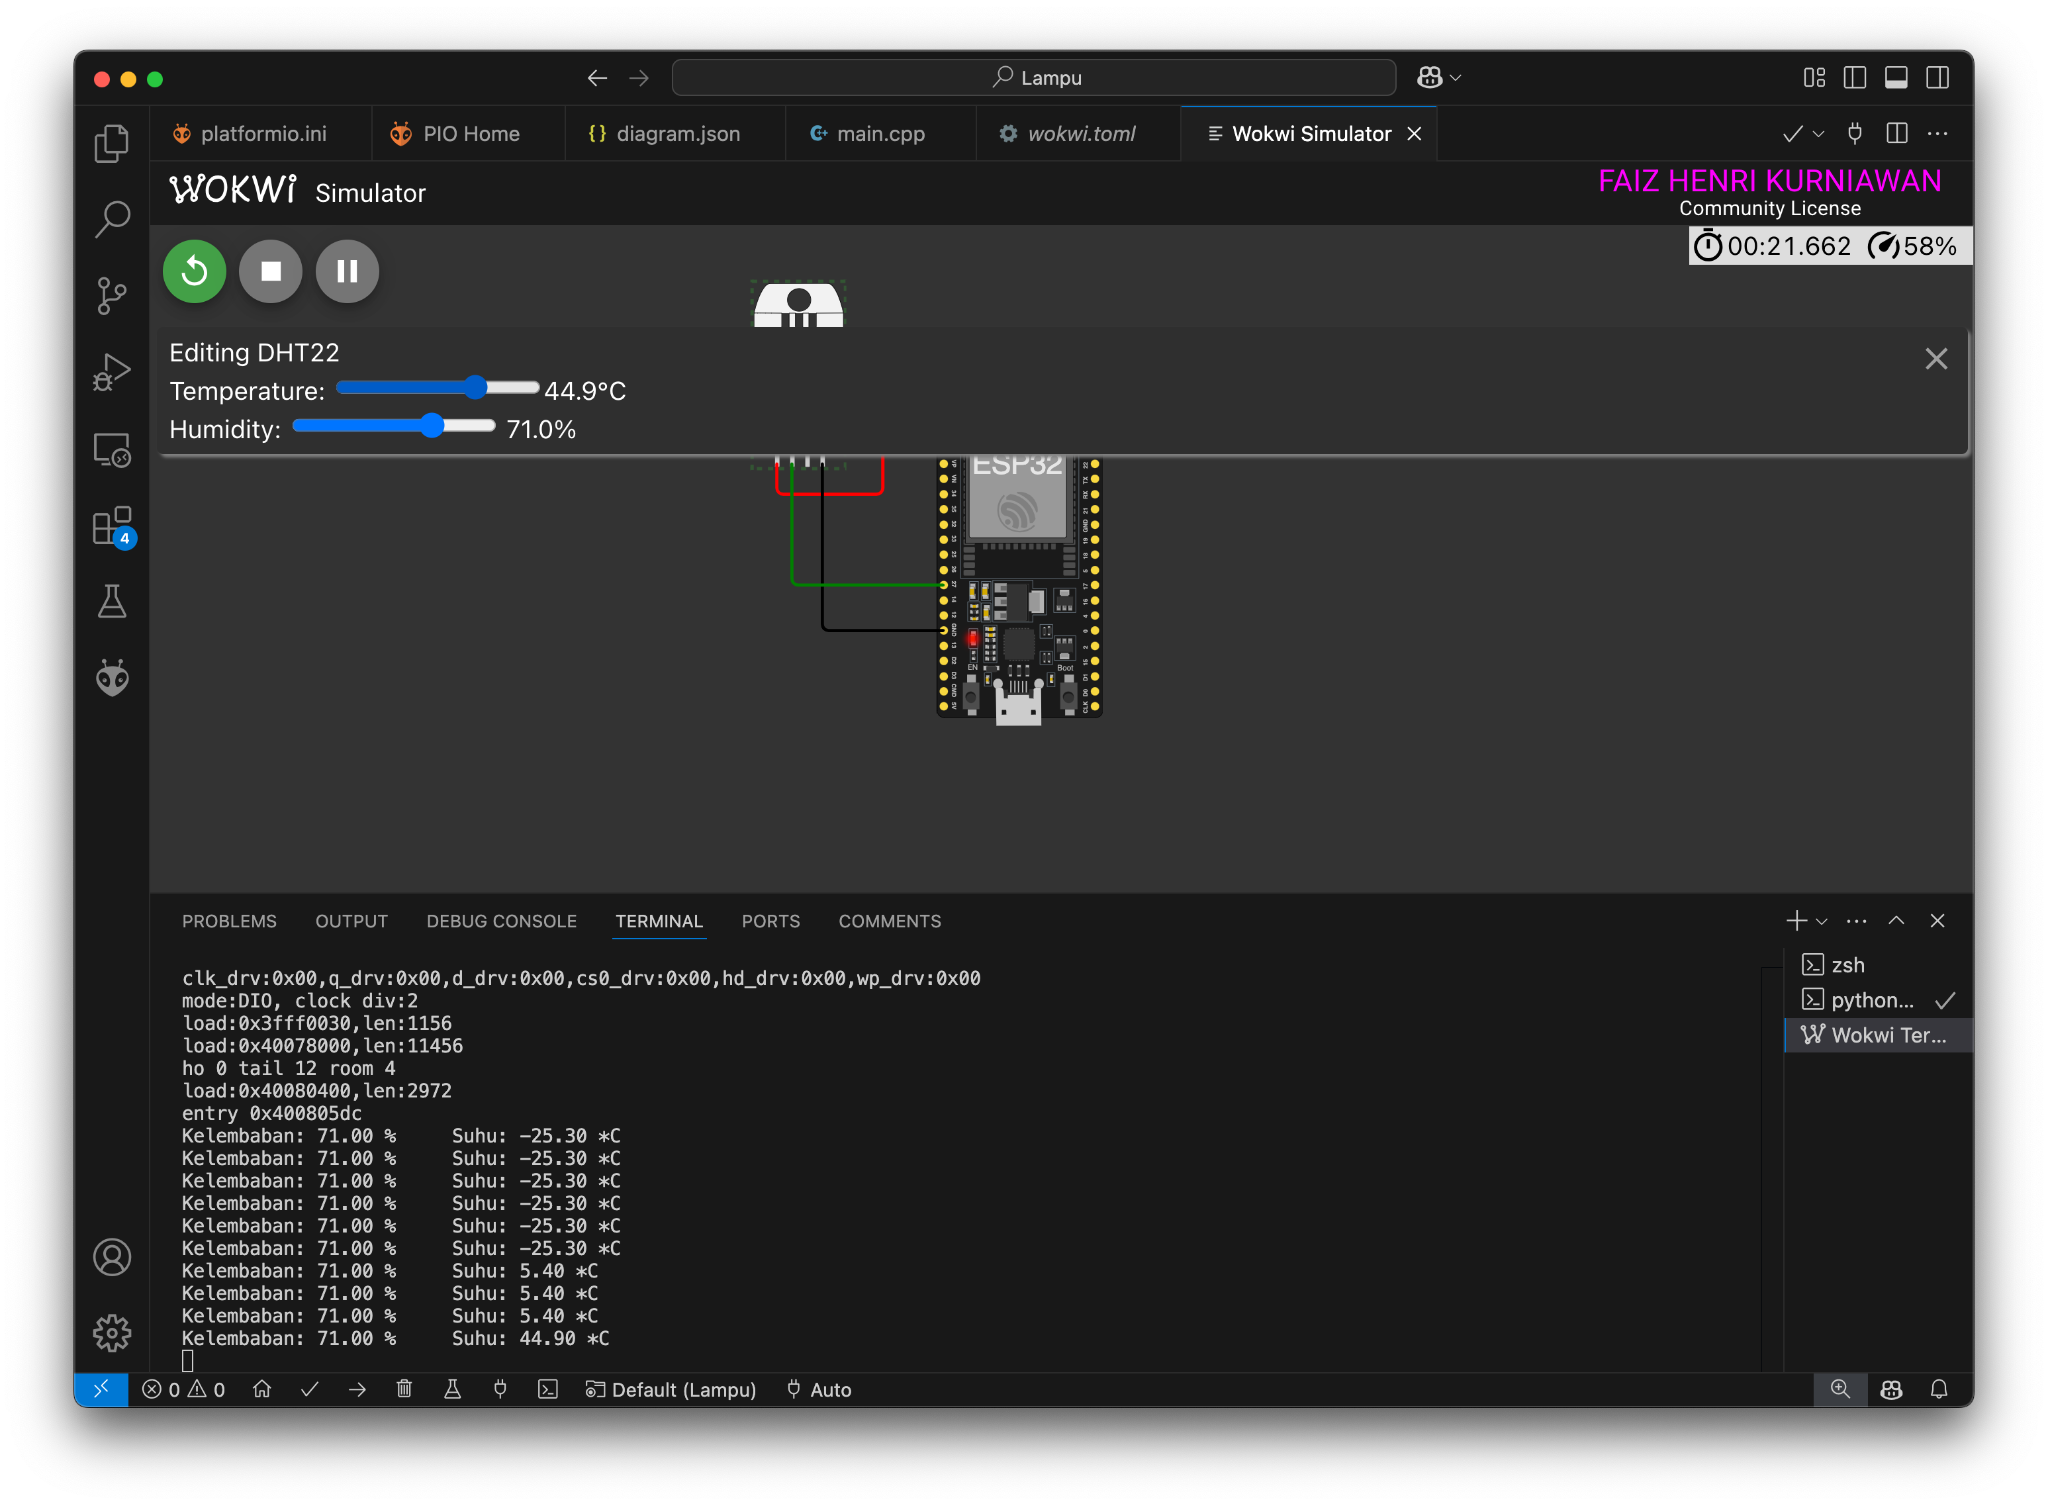 Lampu
platformio.ini
PIO Home
diagram.json
main.cpp
wokwi.toml
Wokwi Simulator
WOKWi Simulator
FAIZ HENRI KURNIAWAN
Community License
00:21.662 58%
Editing DHT22
Temperature: 44.9°C
Humidity: 71.0%
ESP32
EN
Boot
4
PROBLEMS OUTPUT DEBUG CONSOLE TERMINAL PORTS COMMENTS
clk_drv:0x00,q_drv:0x00,d_drv:0x00,cs0_drv:0x00,hd_drv:0x00,wp_drv:0x00
mode:DIO, clock div:2
load:0x3fff0030,len:1156
load:0x40078000,len:11456
ho 0 tail 12 room 4
load:0x40080400,len:2972
entry 0x400805dc
Kelembaban: 71.00 % Suhu: -25.30 *C
Kelembaban: 71.00 % Suhu: -25.30 *C
Kelembaban: 71.00 % Suhu: -25.30 *C
Kelembaban: 71.00 % Suhu: -25.30 *C
Kelembaban: 71.00 % Suhu: -25.30 *C
Kelembaban: 71.00 % Suhu: -25.30 *C
Kelembaban: 71.00 % Suhu: 5.40 *C
Kelembaban: 71.00 % Suhu: 5.40 *C
Kelembaban: 71.00 % Suhu: 5.40 *C
Kelembaban: 71.00 % Suhu: 44.90 *C
zsh
python...
Wokwi Ter...
0 0
Default (Lampu)
Auto